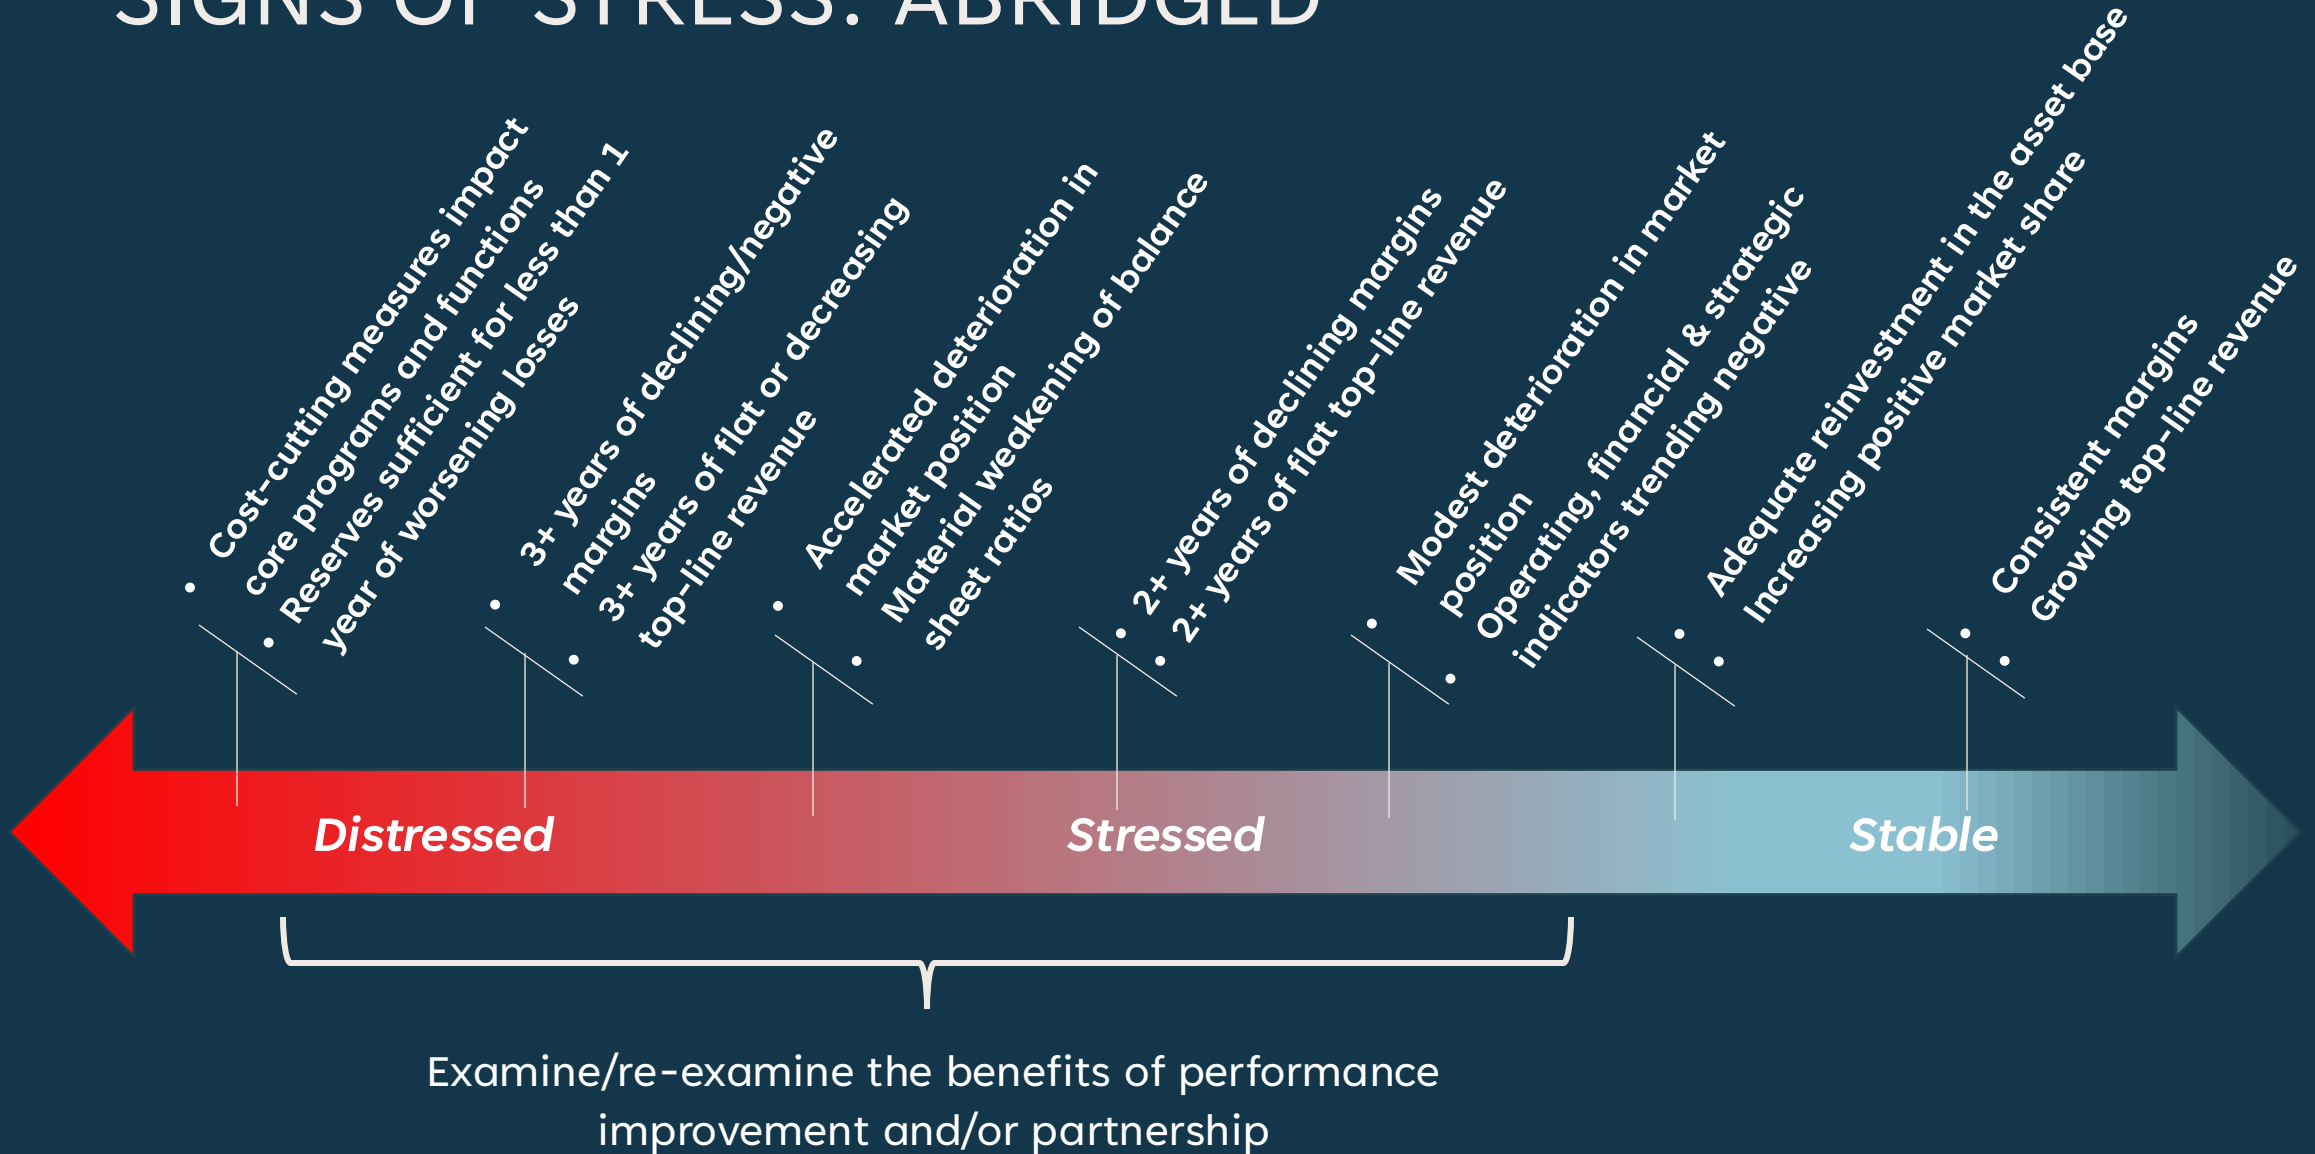 SIGNS OF STRESS: ABRIDGED
• Cost-cutting measures impact
core programs and functions
• Reserves sufficient for less than 1
year of worsening losses
• 3+ years of declining/negative
margins
• 3+ years of flat or decreasing
top-line revenue
• Accelerated deterioration in
market position
• Material weakening of balance
sheet ratios
• 2+ years of declining margins
• 2+ years of flat top-line revenue
• Modest deterioration in market
position
• Operating, financial & strategic
indicators trending negative
• Adequate reinvestment in the asset base
• Increasing positive market share
• Consistent margins
• Growing top-line revenue
Distressed
Stressed
Stable
Examine/re-examine the benefits of performance
improvement and/or partnership